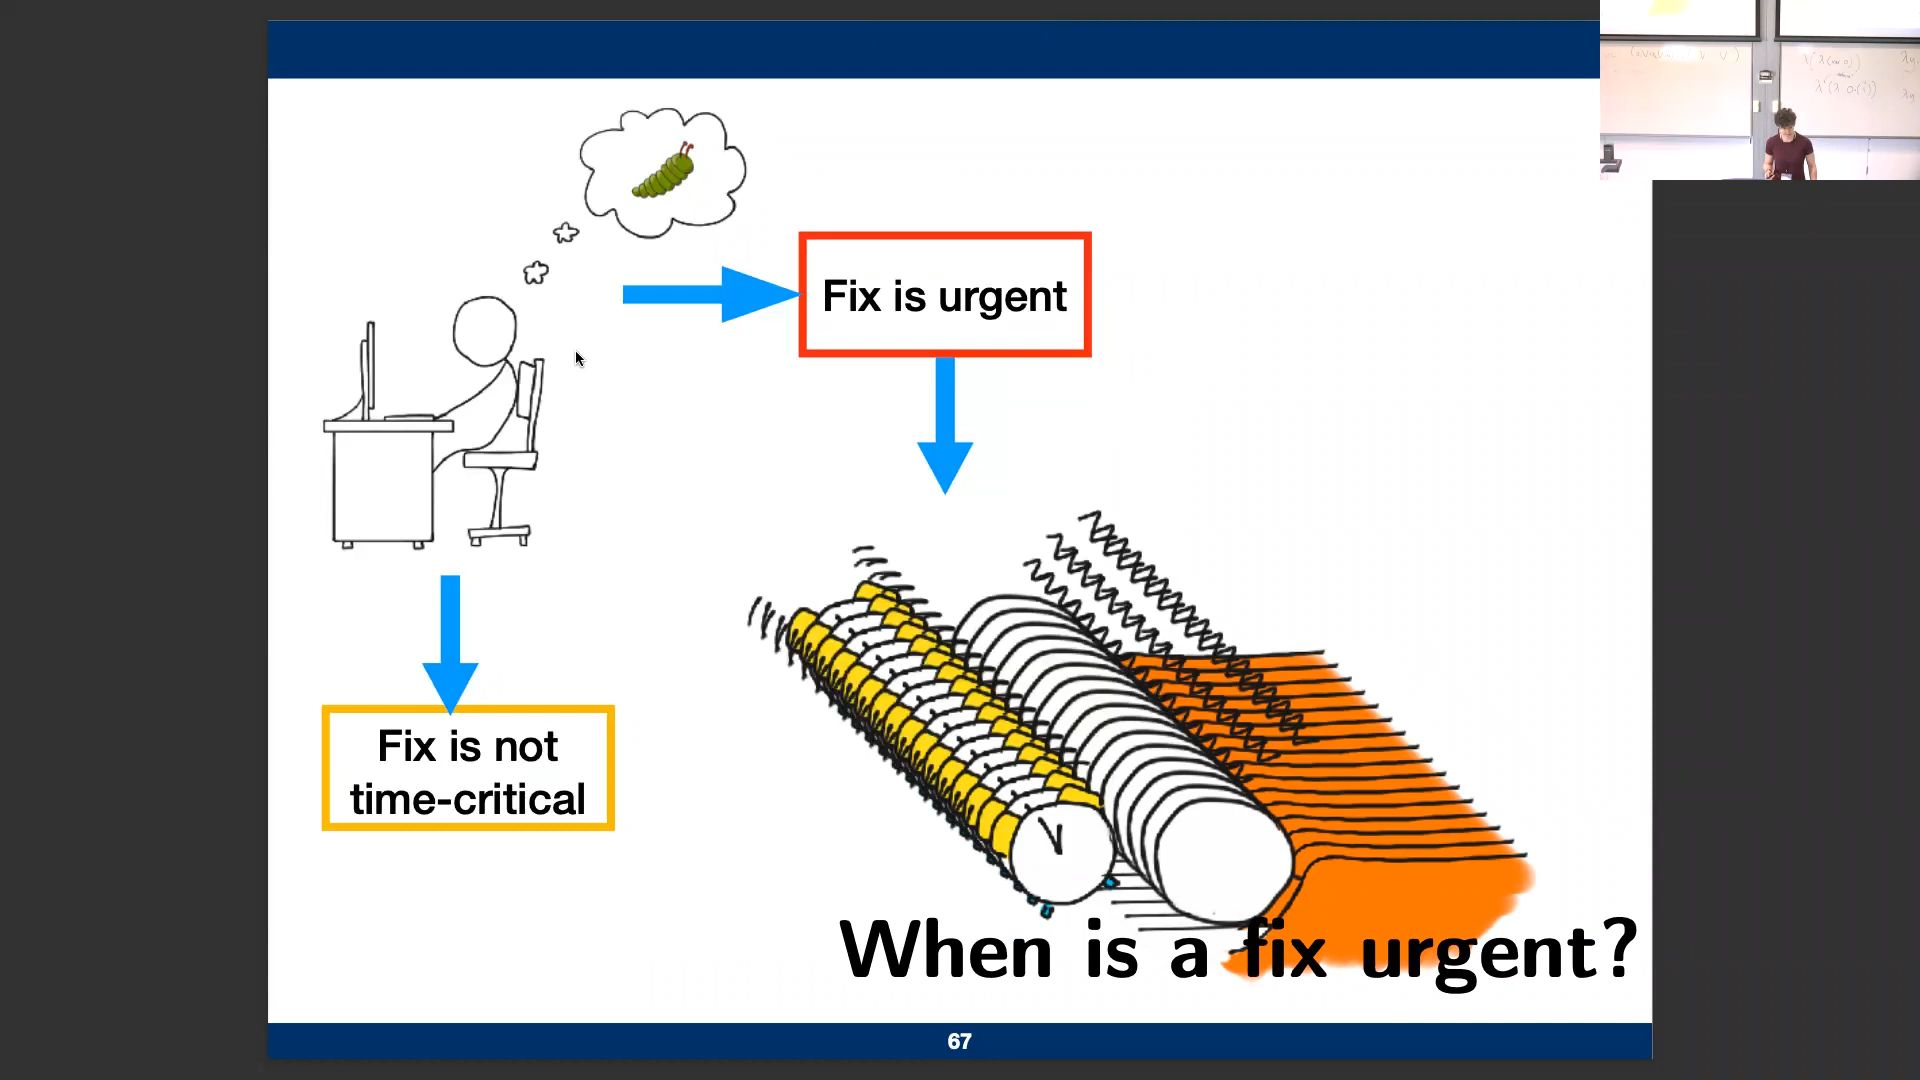 Fix is urgent
Fix is not
time-critical
When is a fix urgent?
67